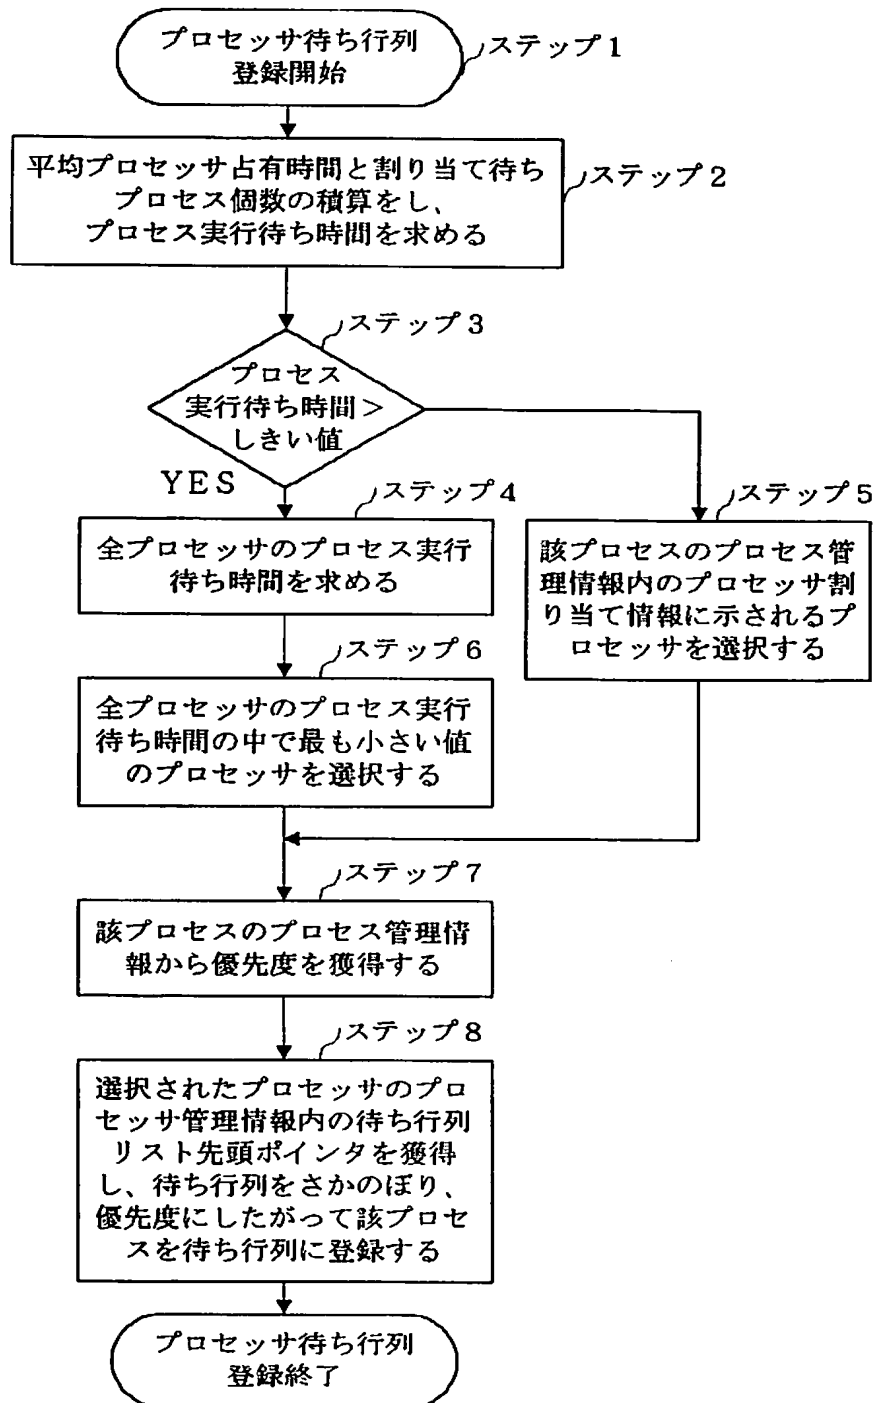 プロセッサ待ち行列
登録開始
ステップ1
平均プロセッサ占有時間と割り当て待ち
プロセス個数の積算をし、
プロセス実行待ち時間を求める
ステップ2
ステップ3
プロセス
実行待ち時間>
しきい値
YES
ステップ4
全プロセッサのプロセス実行
待ち時間を求める
ステップ5
該プロセスのプロセス管
理情報内のプロセッサ割
り当て情報に示されるプ
ロセッサを選択する
ステップ6
全プロセッサのプロセス実行
待ち時間の中で最も小さい値
のプロセッサを選択する
ステップ7
該プロセスのプロセス管理情
報から優先度を獲得する
ステップ8
選択されたプロセッサのプロ
セッサ管理情報内の待ち行列
リスト先頭ポインタを獲得
し、待ち行列をさかのぼり、
優先度にしたがって該プロセ
スを待ち行列に登録する
プロセッサ待ち行列
登録終了